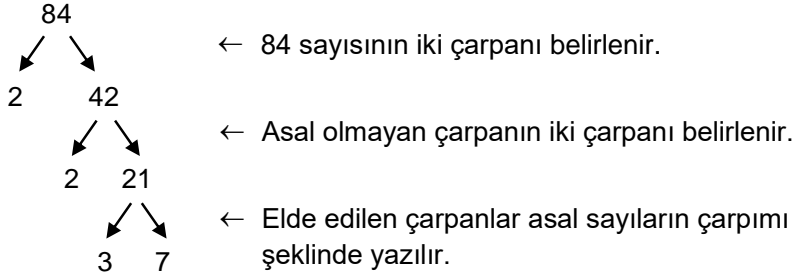 84
← 84 sayısının iki çarpanı belirlenir.
2 42
← Asal olmayan çarpanın iki çarpanı belirlenir.
2 21
← Elde edilen çarpanlar asal sayıların çarpımı
şeklinde yazılır.
3 7